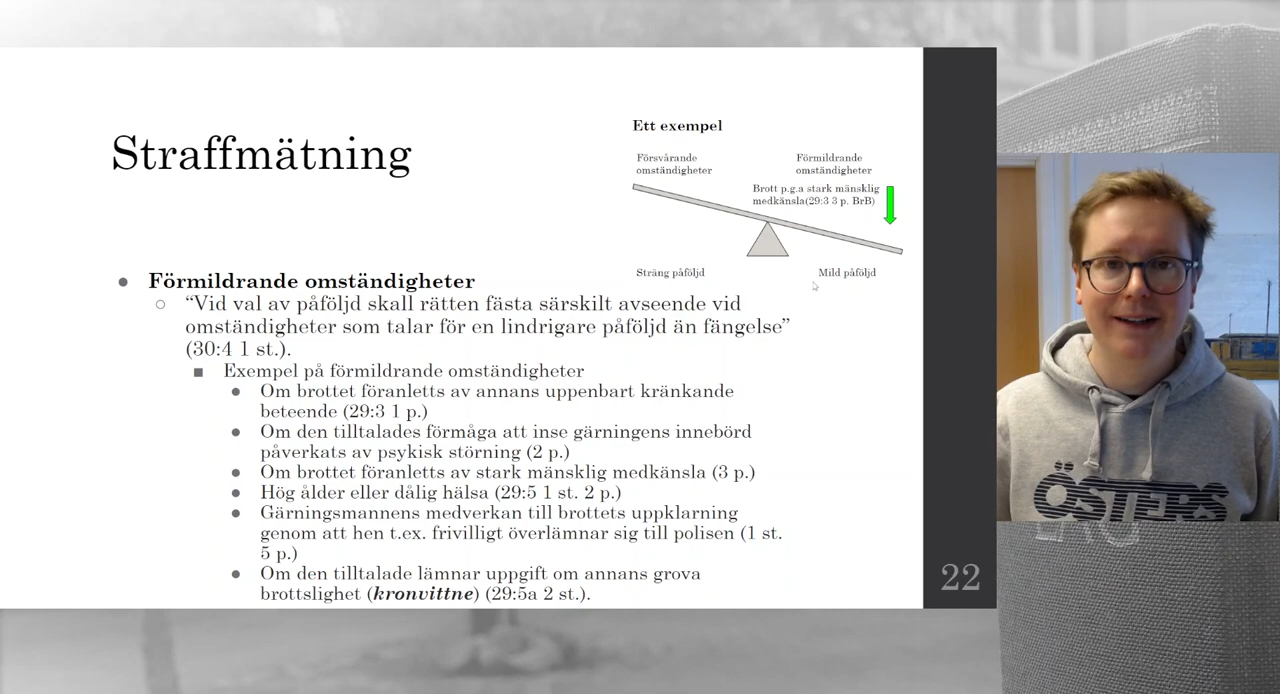 Straffmätning
Ett exempel
Försvårande
omständigheter
Förmildrande
omständigheter
Brott p.g.a stark mänsklig
medkänsla(29:3 3 p. BrB)
Sträng påföljd
Mild påföljd
● Förmildrande omständigheter
○ “Vid val av påföljd skall rätten fästa särskilt avseende vid
omständigheter som talar för en lindrigare påföljd än fängelse”
(30:4 1 st.).
■ Exempel på förmildrande omständigheter
● Om brottet föranletts av annans uppenbart kränkande
beteende (29:3 1 p.)
● Om den tilltalades förmåga att inse gärningens innebörd
påverkats av psykisk störning (2 p.)
● Om brottet föranletts av stark mänsklig medkänsla (3 p.)
● Hög ålder eller dålig hälsa (29:5 1 st. 2 p.)
● Gärningsmannens medverkan till brottets uppklarning
genom att hen t.ex. frivilligt överlämnar sig till polisen (1 st.
5 p.)
● Om den tilltalade lämnar uppgift om annans grova
brottslighet (kronvittne) (29:5a 2 st.).
22
ÖSTERS